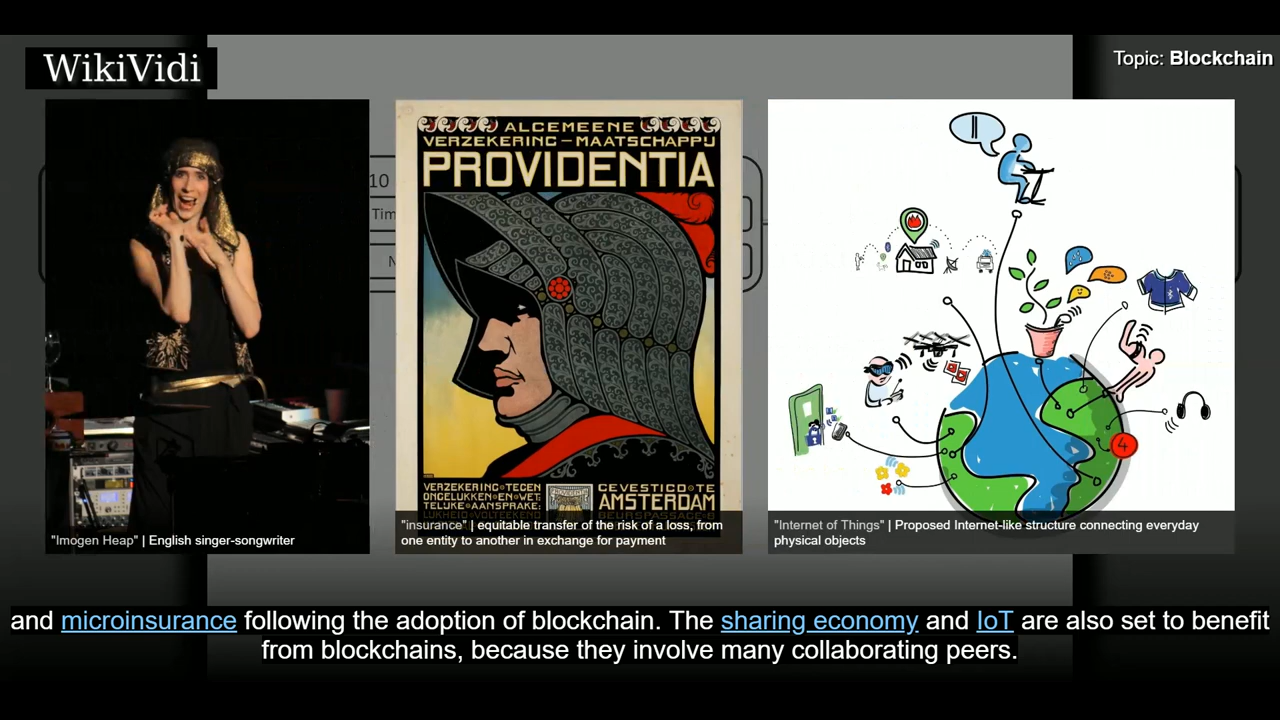 WikiVidi
Topic: Blockchain
10
Tim
N
ALGEMEENE
VERZEKERING–MAATSCHAPPIJ
PROVIDENTIA
VERZEKERING TEGEN
ONGELUKKEN EN WET
TELIJKE AANSPRAKE
GEVESTIGD TE
AMSTERDAM
4
"Imogen Heap" | English singer-songwriter
"insurance" | equitable transfer of the risk of a loss, from
one entity to another in exchange for payment
"Internet of Things" | Proposed Internet-like structure connecting everyday
physical objects
and microinsurance following the adoption of blockchain. The sharing economy and IoT are also set to benefit
from blockchains, because they involve many collaborating peers.